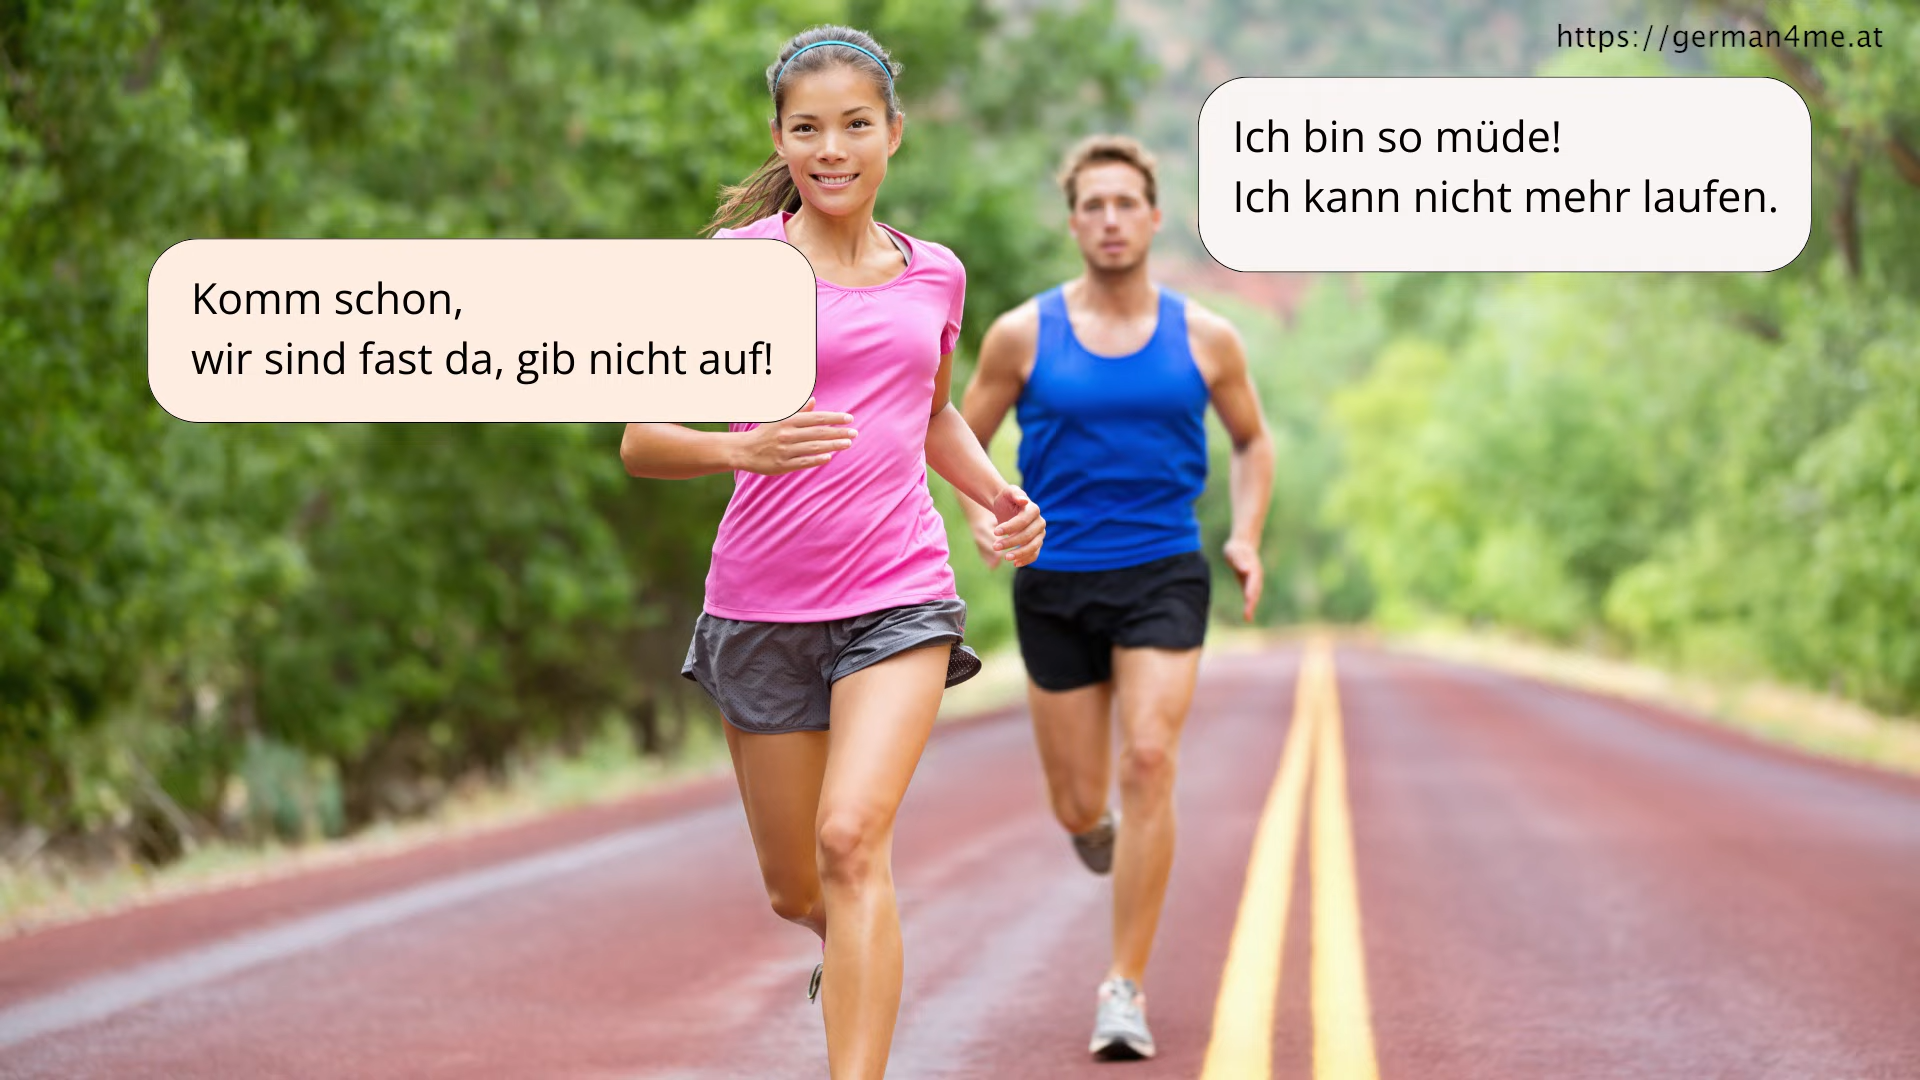 https://german4me.at
Ich bin so müde!
Ich kann nicht mehr laufen.
Komm schon,
wir sind fast da, gib nicht auf!